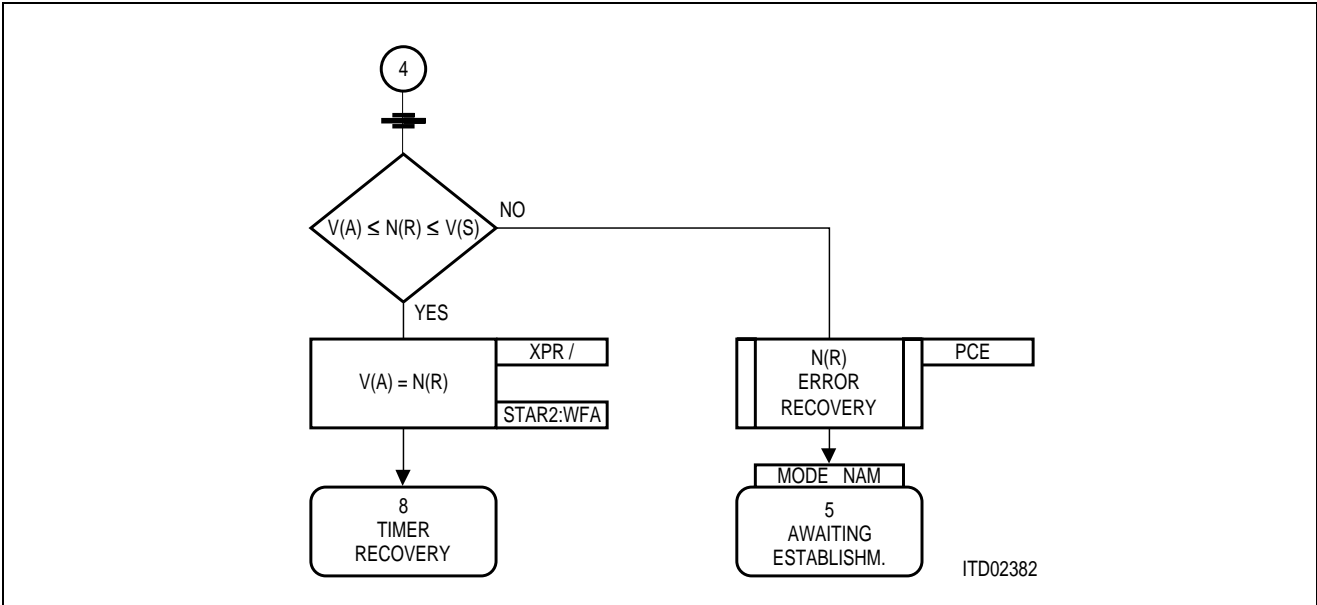 4
V(A) ≤ N(R) ≤ V(S)
NO
YES
V(A) = N(R)
XPR /
STAR2:WFA
N(R)
ERROR
RECOVERY
PCE
8
TIMER
RECOVERY
MODE NAM
5
AWAITING
ESTABLISHM.
ITD02382